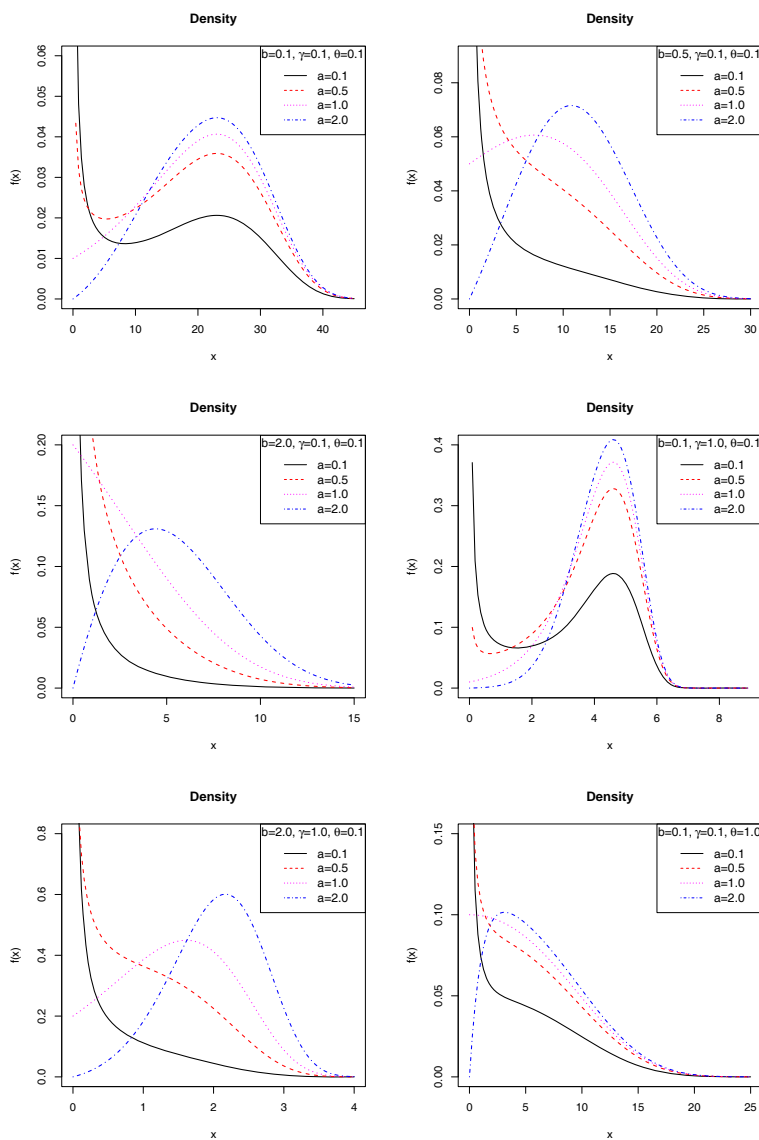 Density
b=0.1, γ=0.1, θ=0.1
a=0.1
a=0.5
a=1.0
a=2.0
f(x)
0.00 0.01 0.02 0.03 0.04 0.05 0.06
0 10 20 30 40
x
Density
b=0.5, γ=0.1, θ=0.1
a=0.1
a=0.5
a=1.0
a=2.0
f(x)
0.00 0.02 0.04 0.06 0.08
0 5 10 15 20 25 30
x
Density
b=2.0, γ=0.1, θ=0.1
a=0.1
a=0.5
a=1.0
a=2.0
f(x)
0.00 0.05 0.10 0.15 0.20
0 5 10 15
x
Density
b=0.1, γ=1.0, θ=0.1
a=0.1
a=0.5
a=1.0
a=2.0
f(x)
0.0 0.1 0.2 0.3 0.4
0 2 4 6 8
x
Density
b=2.0, γ=1.0, θ=0.1
a=0.1
a=0.5
a=1.0
a=2.0
f(x)
0.0 0.2 0.4 0.6 0.8
0 1 2 3 4
x
Density
b=0.1, γ=0.1, θ=1.0
a=0.1
a=0.5
a=1.0
a=2.0
f(x)
0.00 0.05 0.10 0.15
0 5 10 15 20 25
x